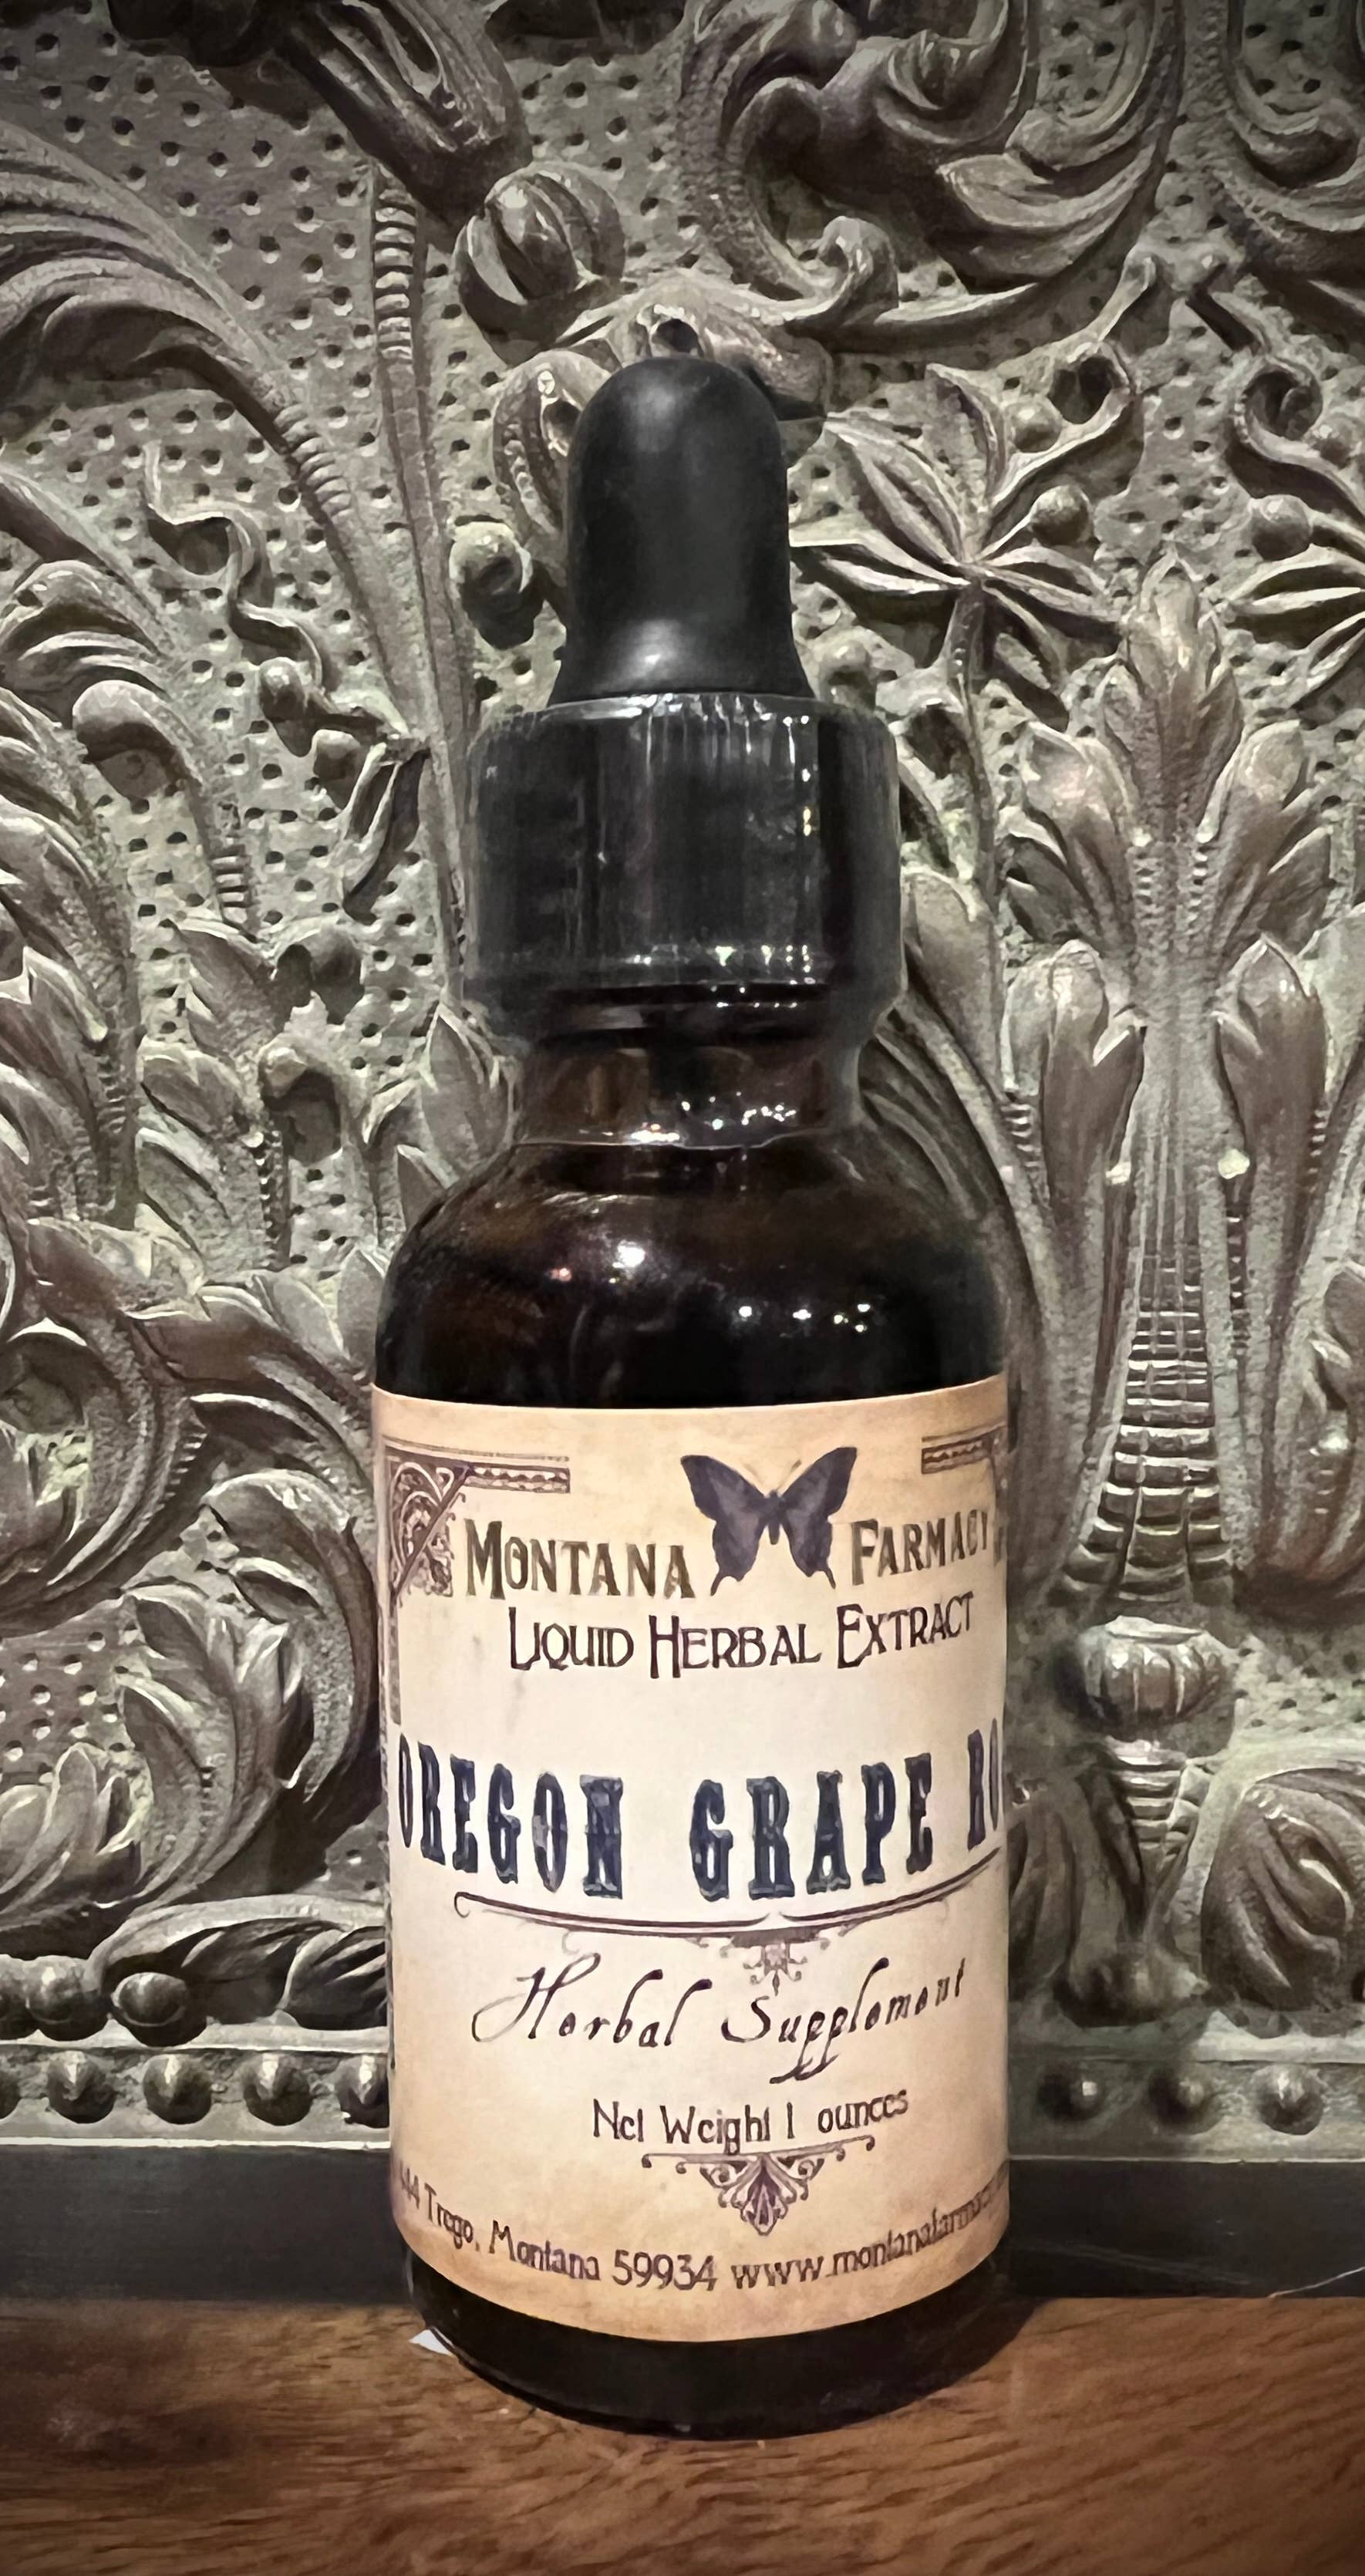 MONTANA FARMACY
LIQUID HERBAL EXTRACT
OREGON GRAPE RO
Herbal Supplement
Net Weight 1 ounces
44 Trego, Montana 59934 www.montanafarmacy